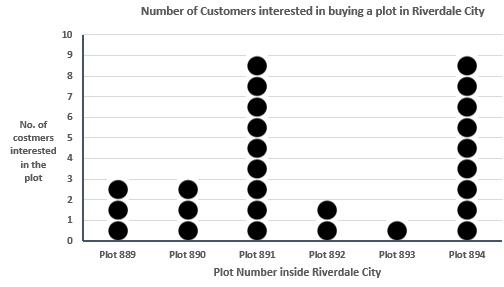 Number of Customers interested in buying a plot in Riverdale City
10
9
8
7
6
5
4
3
2
1
0
No. of
costmers
interested
in the
plot
Plot 889 Plot 890 Plot 891 Plot 892 Plot 893 Plot 894
Plot Number inside Riverdale City